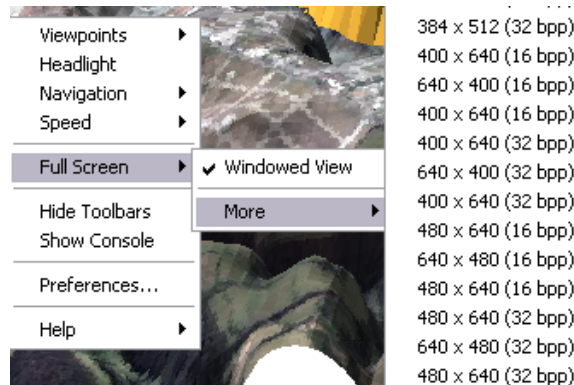 Viewpoints
Headlight
Navigation
Speed
Full Screen
Hide Toolbars
Show Console
Preferences...
Help
Windowed View
More
384 x 512 (32 bpp)
400 x 640 (16 bpp)
640 x 400 (16 bpp)
400 x 640 (16 bpp)
400 x 640 (32 bpp)
640 x 400 (32 bpp)
400 x 640 (32 bpp)
480 x 640 (16 bpp)
640 x 480 (16 bpp)
480 x 640 (16 bpp)
480 x 640 (32 bpp)
640 x 480 (32 bpp)
480 x 640 (32 bpp)